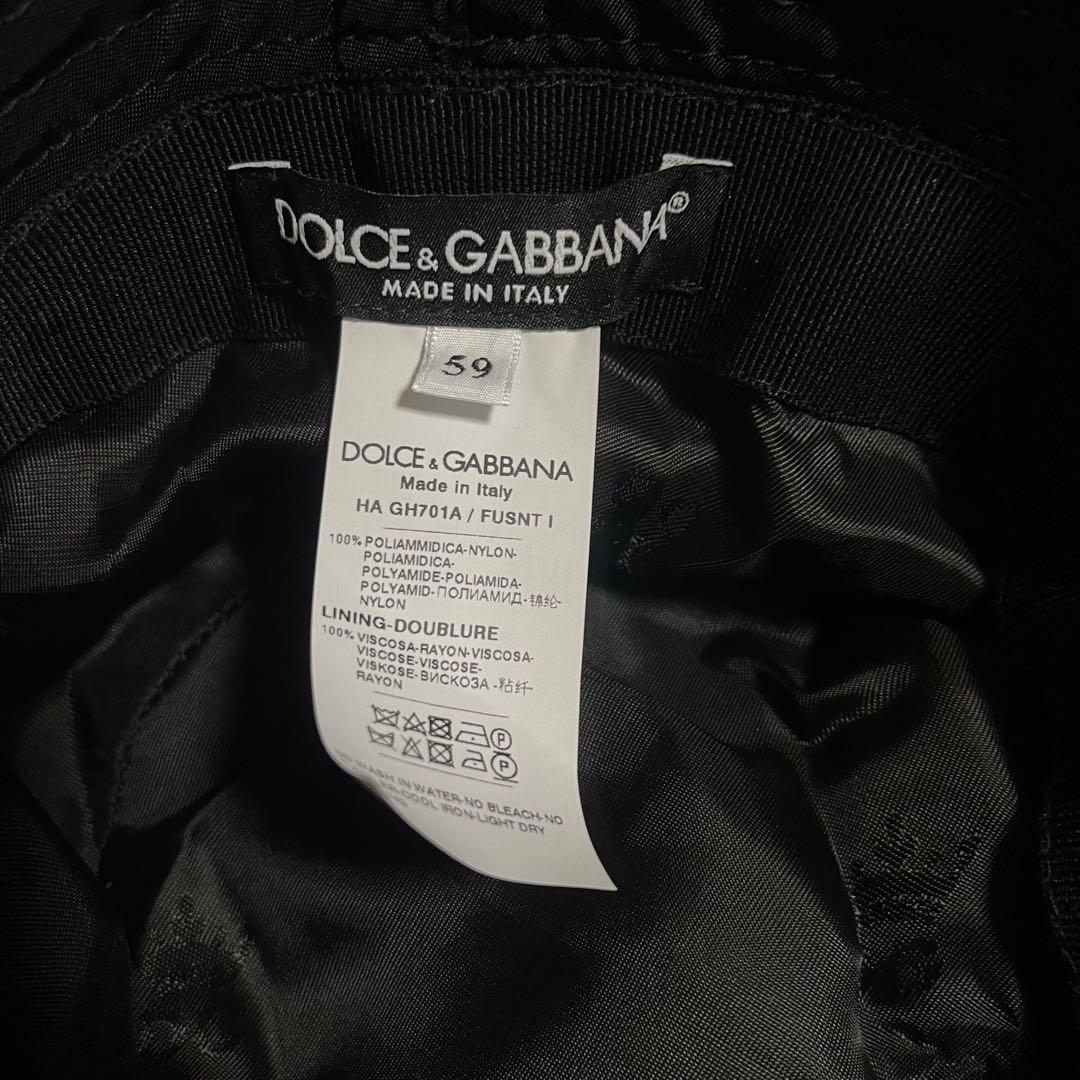 DOLCE & GABBANA®
MADE IN ITALY
59
DOLCE & GABBANA
Made in Italy
HA GH701A / FUSNT I
100% POLIAMMIDICA-NYLON-
POLIAMIDICA-
POLYAMIDE-POLIAMIDA-
POLYAMID-ПОЛИАМИД-锦纶-
NYLON
LINING-DOUBLURE
100% VISCOSA-RAYON-VISCOSA-
VISCOSE-VISCOSE-
VISKOSE-ВИСКОЗА-粘纤-
RAYON
P
P
WASH IN WATER-NO BLEACH-NO
COOL IRON-LIGHT DRY